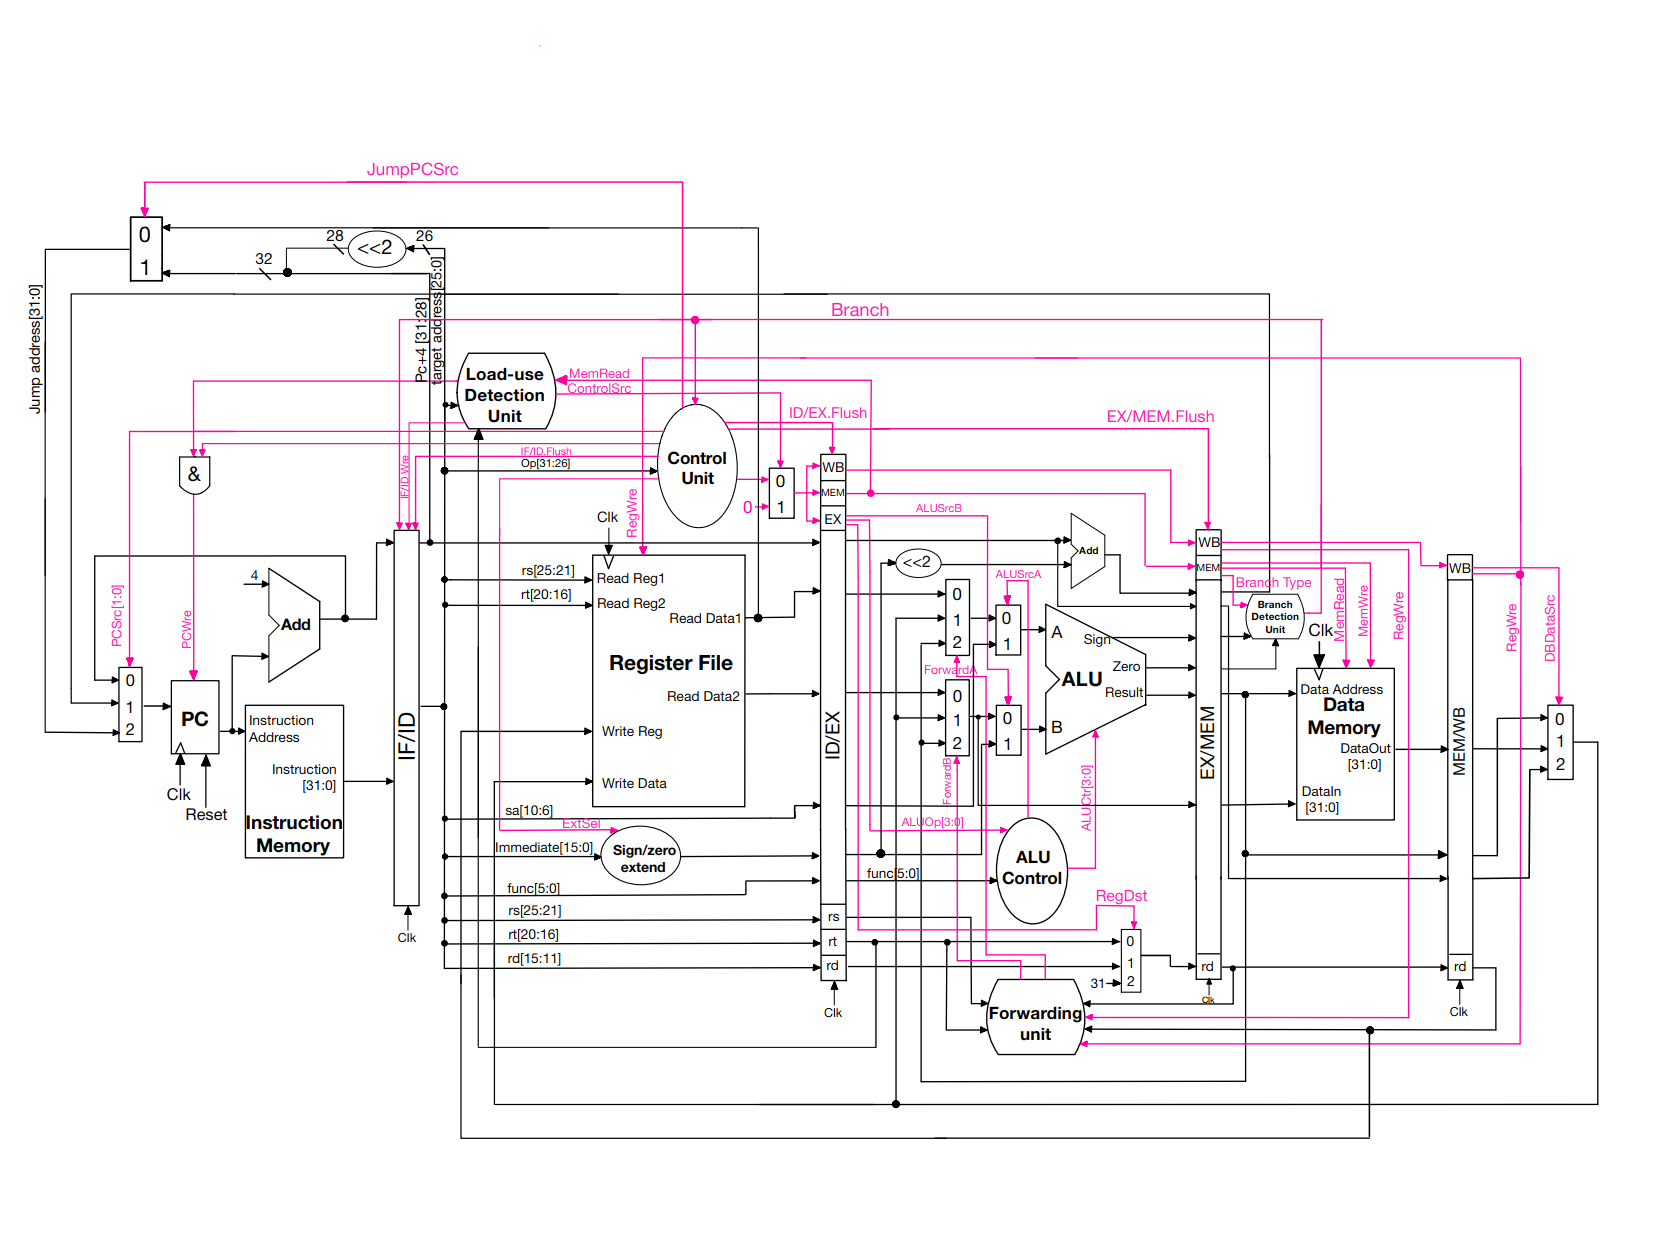 JumpPCSrc
0
1
28
<<2
26
32
Jump address[31:0]
Pc+4 [31:28]
target address[25:0]
Branch
Load-use
Detection
Unit
MemRead
ControlSrc
ID/EX.Flush
EX/MEM.Flush
Control
Unit
IF/ID.Flush
Op[31:26]
IF/ID Wre
&
0
1
0
WB
MEM
EX
RegWre
Clk
ALUSrcB
Add
<<2
WB
MEM
WB
PCSrc[1:0]
PCWre
4
Add
rs[25:21]
rt[20:16]
Read Reg1
Read Reg2
Read Data1
Register File
Read Data2
Write Reg
Write Data
ALUSrcA
0
1
2
0
1
A
Sign
Zero
Result
ALU
B
ForwardA
0
1
2
0
1
ForwardB
Branch Type
Branch
Detection
Unit
Clk
MemRead
MemWre
RegWre
RegWre
DBDataSrc
0
1
2
PC
Clk
Reset
Instruction
Address
Instruction
[31:0]
Instruction
Memory
IF/ID
Clk
ID/EX
EX/MEM
MEM/WB
Data Address
Data
Memory
DataOut
[31:0]
DataIn
[31:0]
0
1
2
sa[10:6]
ExtSel
Immediate[15:0]
Sign/zero
extend
func[5:0]
rs[25:21]
rt[20:16]
rd[15:11]
rs
rt
rd
Clk
ALUOp[3:0]
ALUCtr[3:0]
func[5:0]
ALU
Control
RegDst
0
1
2
31
rd
Clk
rd
Clk
Forwarding
unit